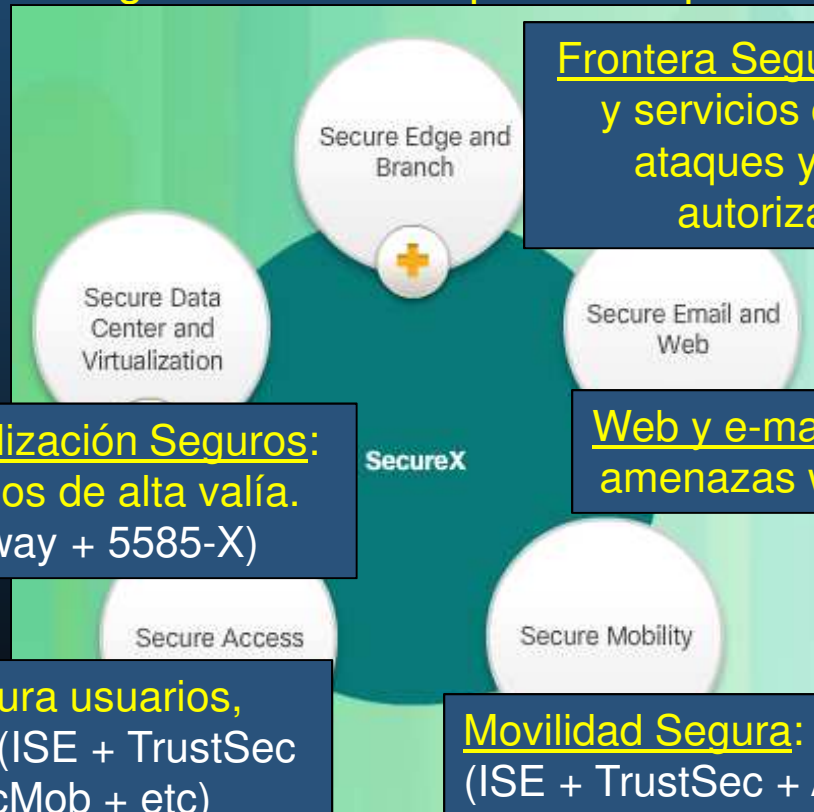 Frontera Segu
y servicios
ataques y
autoriza
Secure Edge and
Branch
Secure Data
Center and
Virtualization
Secure Email and
Web
lización Seguros:
os de alta valía.
way + 5585-X)
SecureX
Web y e-ma
amenazas
Secure Access
Secure Mobility
ura usuarios,
(ISE + TrustSec
cMob + etc)
Movilidad Segura:
(ISE + TrustSec +